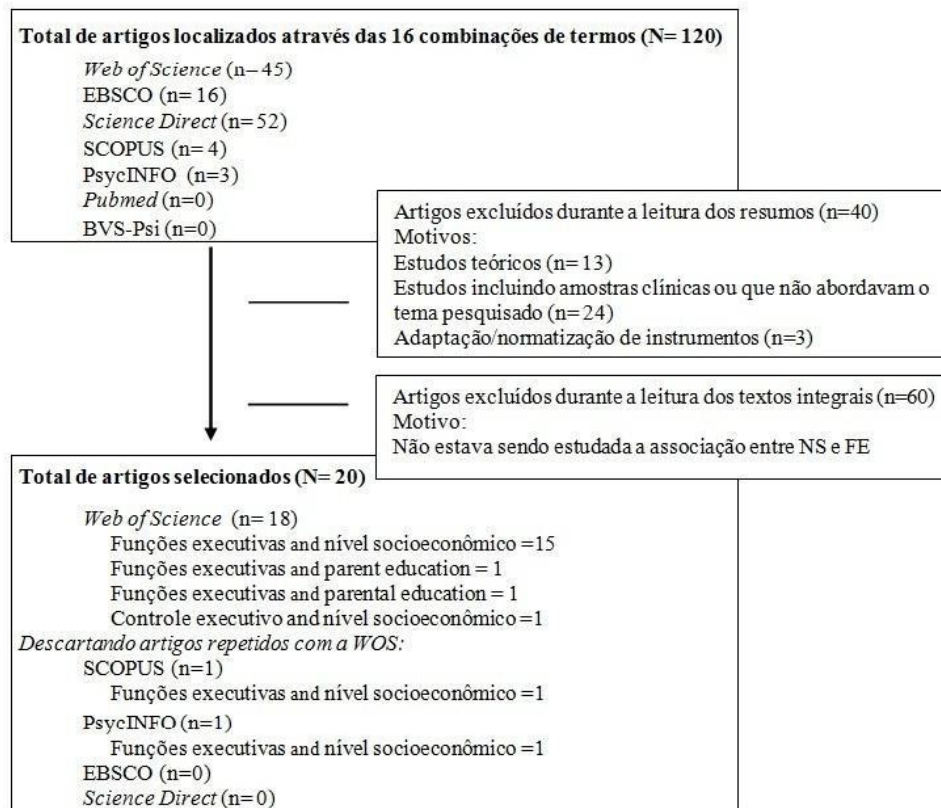 Total de artigos localizados através das 16 combinações de termos (N= 120)
Web of Science (n– 45)
EBSCO (n= 16)
Science Direct (n= 52)
SCOPUS (n= 4)
PsycINFO (n=3)
Pubmed (n=0)
BVS-Psi (n=0)
Artigos excluídos durante a leitura dos resumos (n=40)
Motivos:
Estudos teóricos (n= 13)
Estudos incluindo amostras clínicas ou que não abordavam o
tema pesquisado (n= 24)
Adaptação/normatização de instrumentos (n=3)
Artigos excluídos durante a leitura dos textos integrais (n=60)
Motivo:
Não estava sendo estudada a associação entre NS e FE
Total de artigos selecionados (N= 20)
Web of Science (n= 18)
Funções executivas and nível socioeconômico =15
Funções executivas and parent education = 1
Funções executivas and parental education = 1
Controle executivo and nível socioeconômico =1
Descartando artigos repetidos com a WOS:
SCOPUS (n=1)
Funções executivas and nível socioeconômico =1
PsycINFO (n=1)
Funções executivas and nível socioeconômico =1
EBSCO (n=0)
Science Direct (n=0)